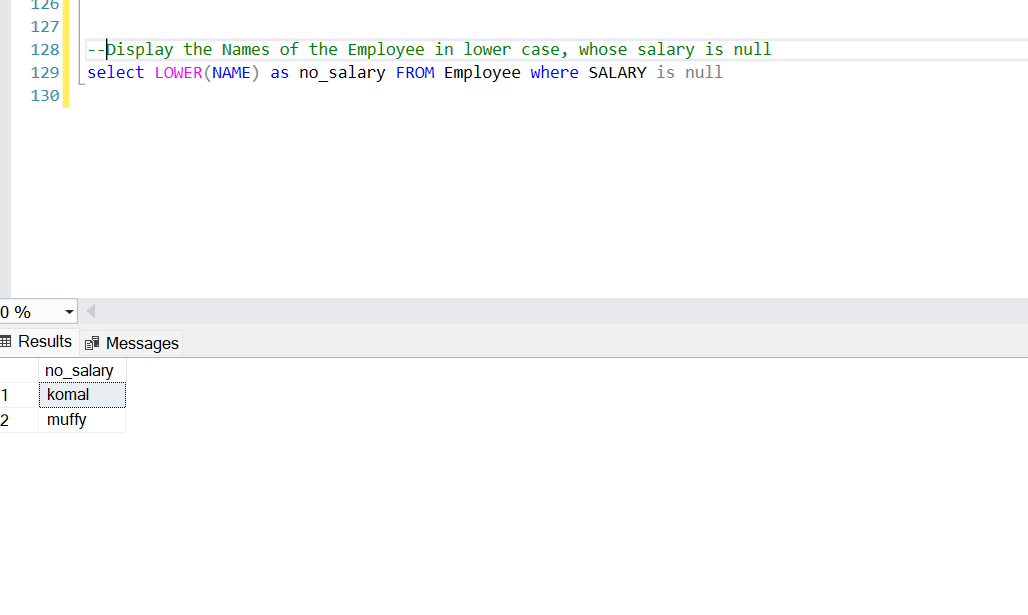 126
127
128 --Display the Names of the Employee in lower case, whose salary is null
129 select LOWER(NAME) as no_salary FROM Employee where SALARY is null
130
0 %
Results Messages
no_salary
1 komal
2 muffy